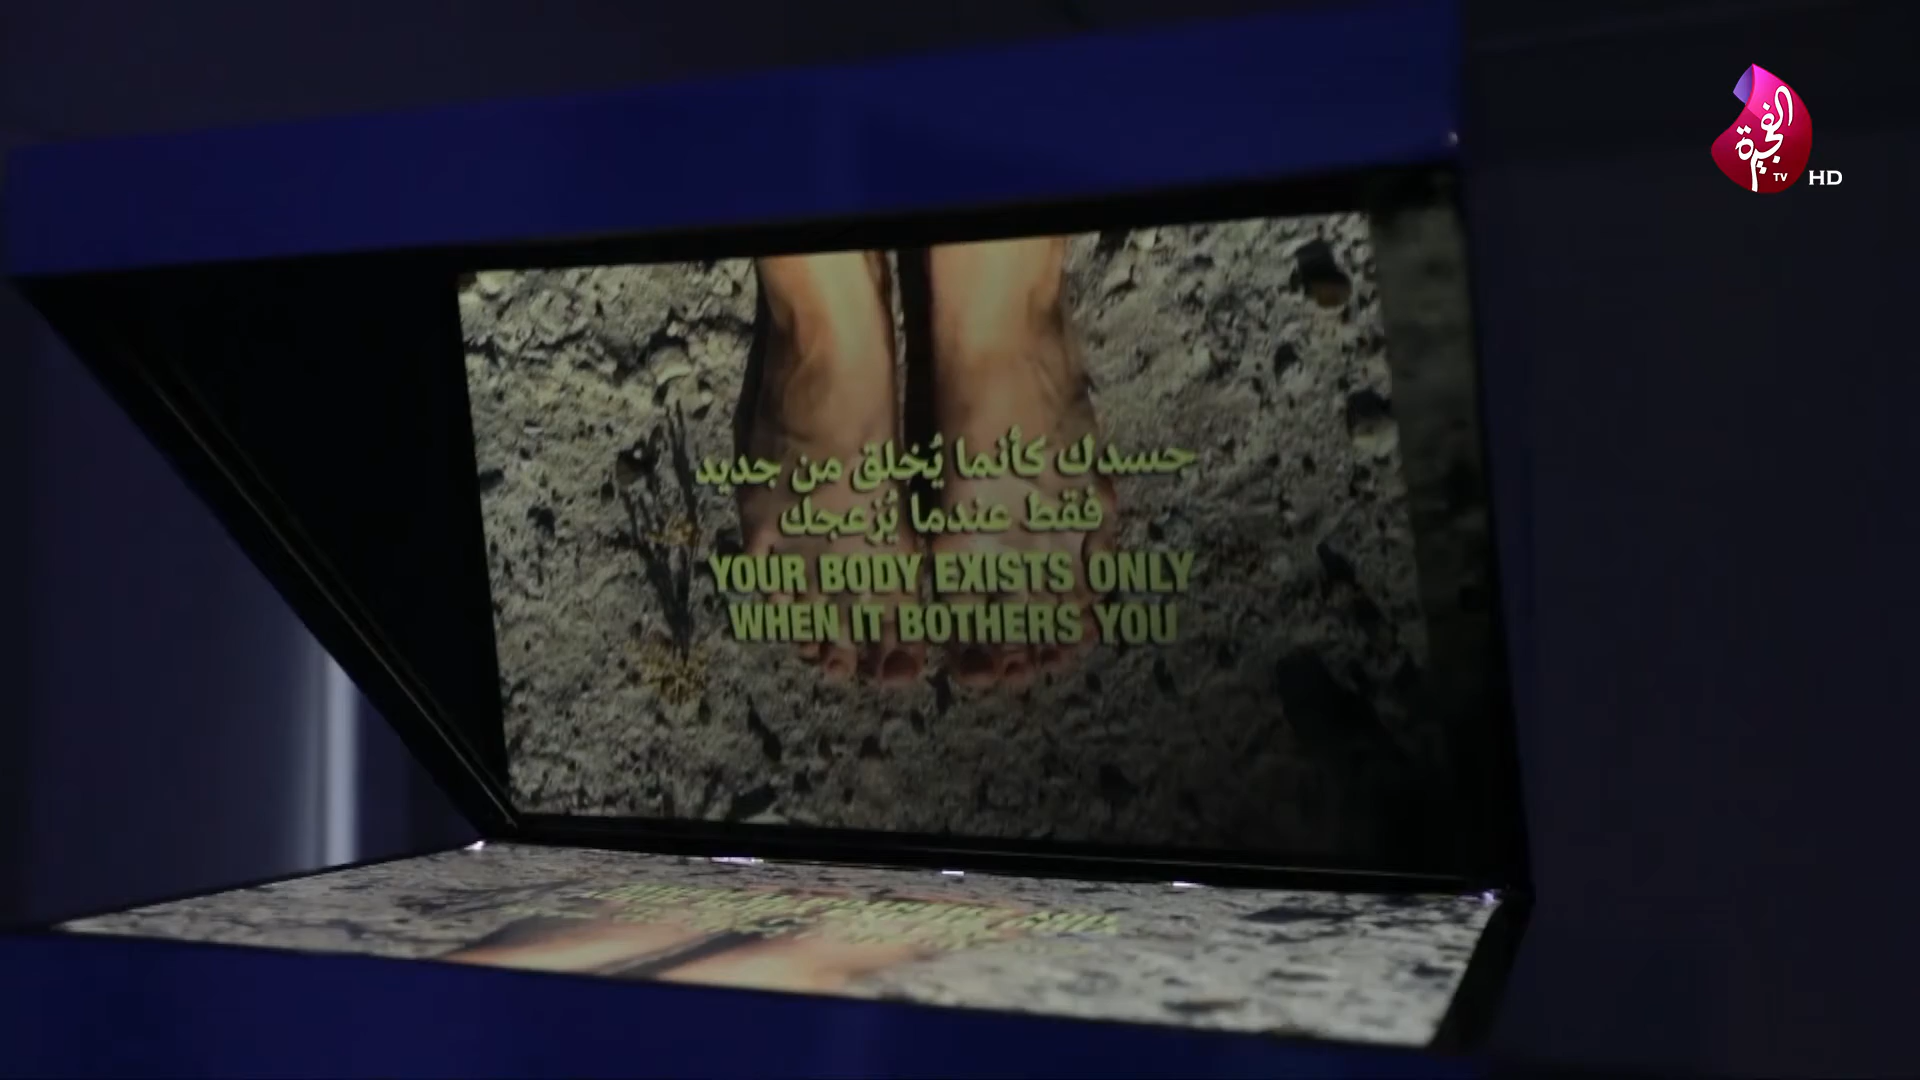 الفجيرة
TV HD
جسدك كأنما يُخلق من جديد
فقط عندما يُزعجك
YOUR BODY EXISTS ONLY
WHEN IT BOTHERS YOU